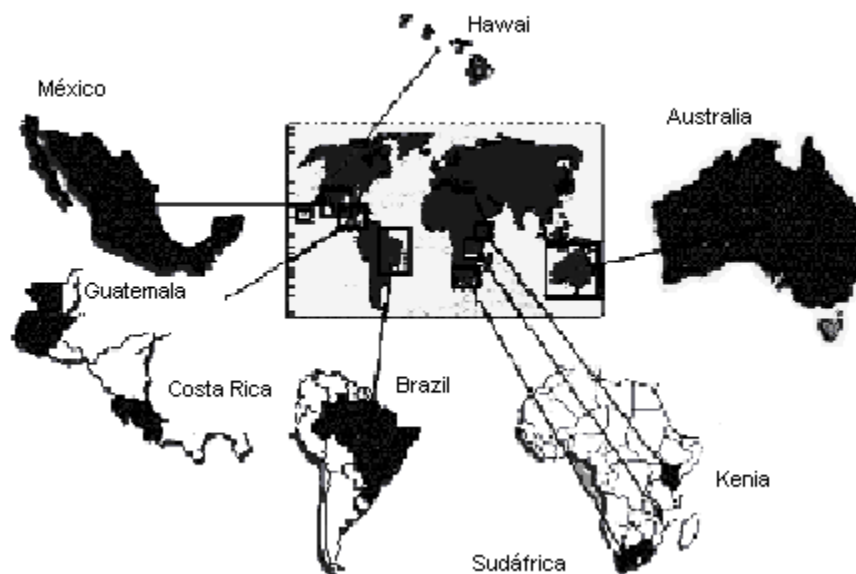 Hawai
México
Australia
Guatemala
Costa Rica
Brazil
Kenia
Sudáfrica